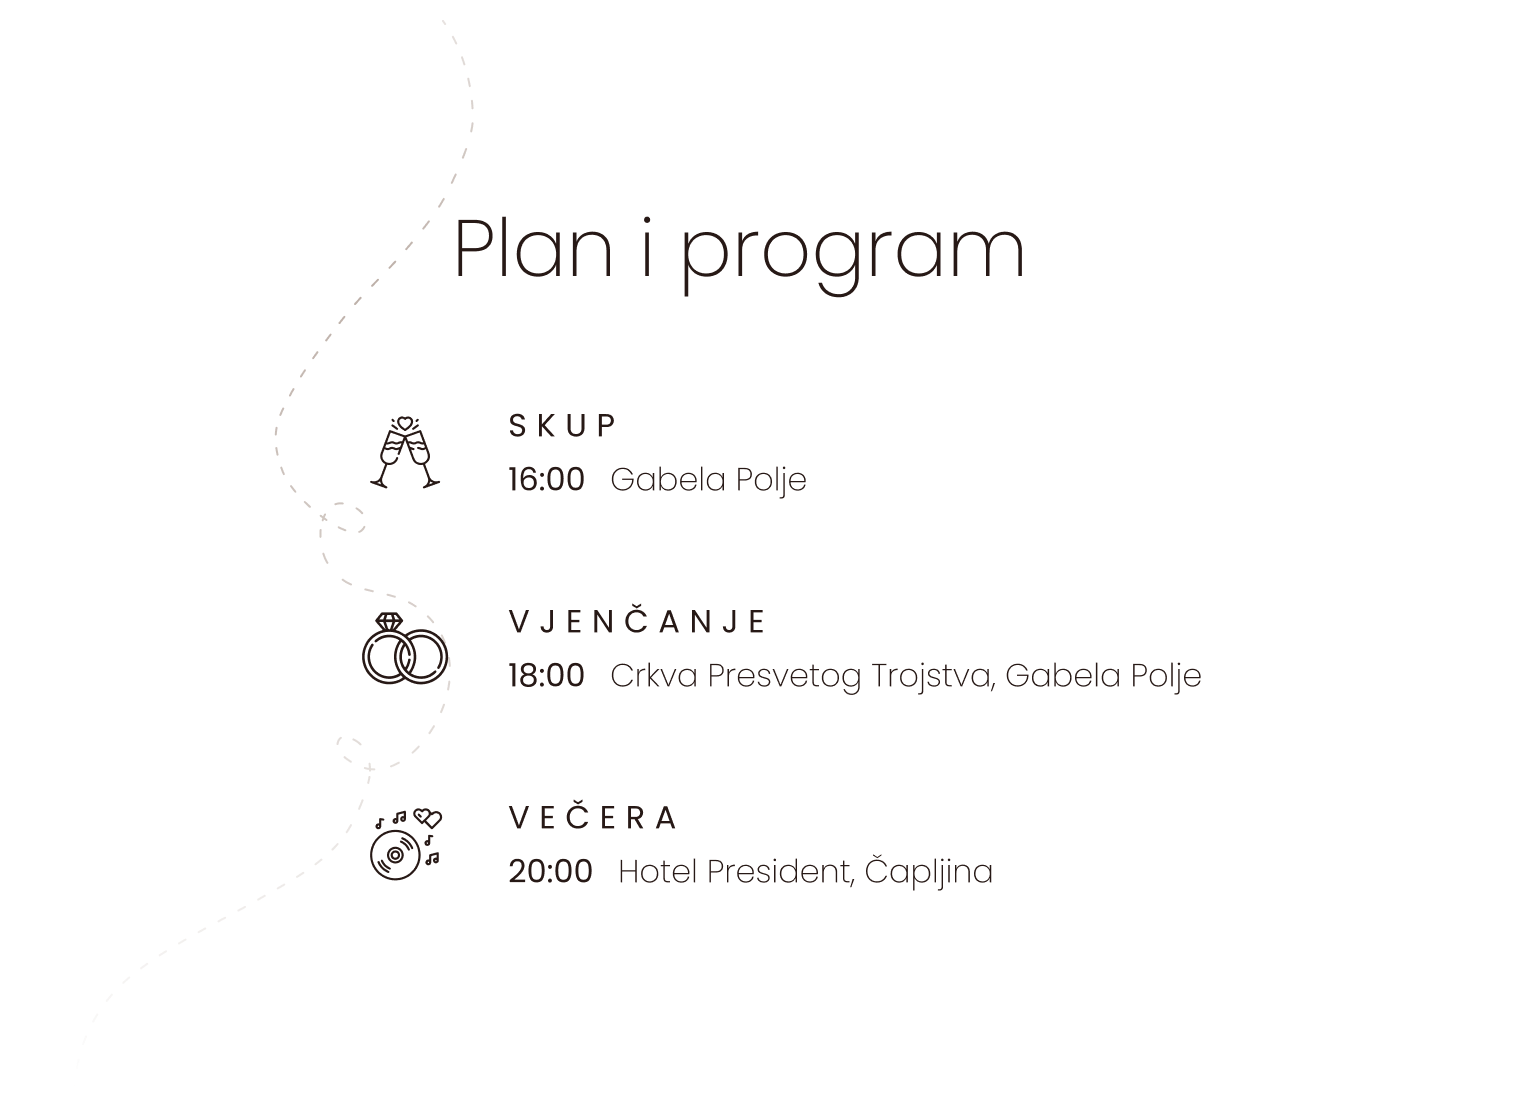 Plan i program
SKUP
16:00 Gabela Polje
VJENČANJE
18:00 Crkva Presvetog Trojstva, Gabela Polje
VEČERA
20:00 Hotel President, Čapljina